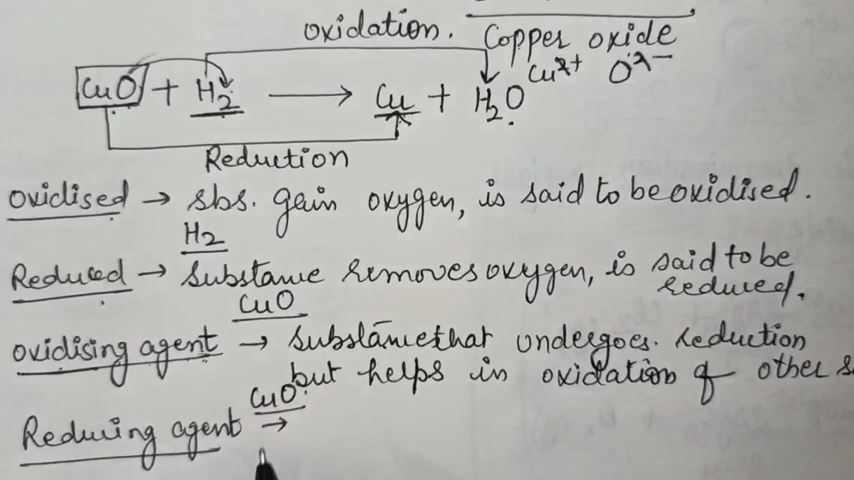 oxidation. Copper oxide
Cu²⁺ O²⁻
CuO + H₂ → Cu + H₂O
Reduction
oxidised → sbs. gain oxygen, is said to be oxidised.
H₂
Reduced → substance removes oxygen, is said to be
reduced.
CuO
oxidising agent → substance that undergoes. reduction
but helps in oxidation of other s
CuO
Reducing agent →